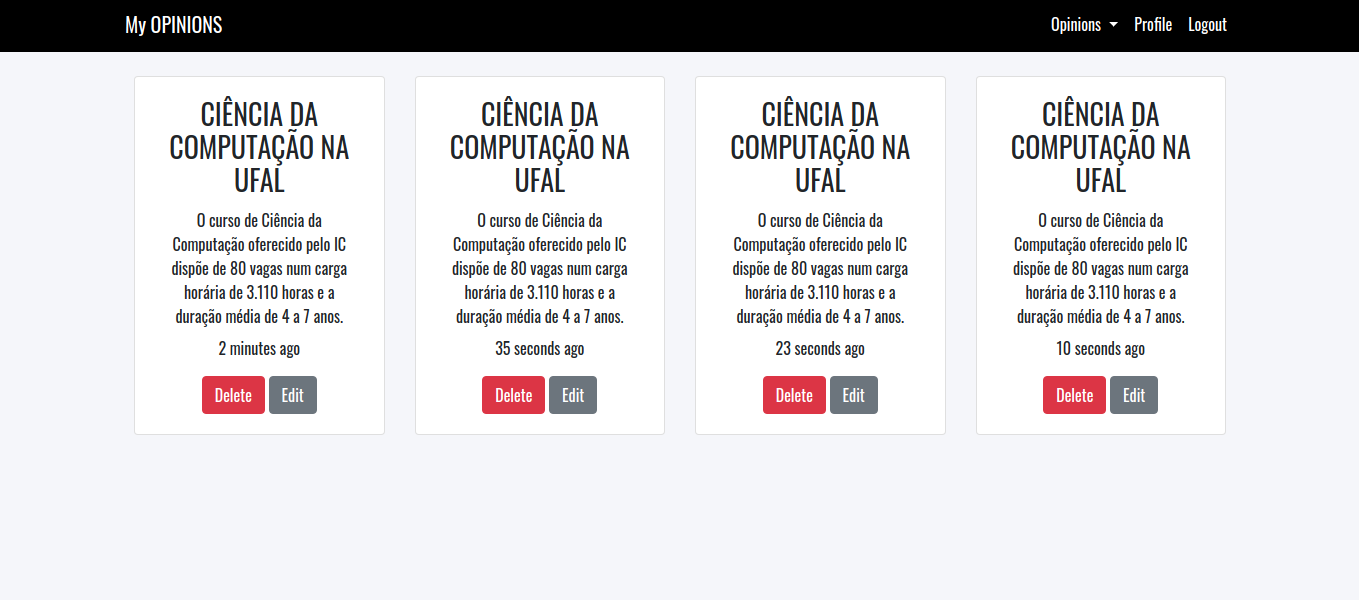 My OPINIONS
Opinions Profile Logout
CIÊNCIA DA
COMPUTAÇÃO NA
UFAL
O curso de Ciência da
Computação oferecido pelo IC
dispõe de 80 vagas num carga
horária de 3.110 horas e a
duração média de 4 a 7 anos.
2 minutes ago
Delete Edit
CIÊNCIA DA
COMPUTAÇÃO NA
UFAL
O curso de Ciência da
Computação oferecido pelo IC
dispõe de 80 vagas num carga
horária de 3.110 horas e a
duração média de 4 a 7 anos.
35 seconds ago
Delete Edit
CIÊNCIA DA
COMPUTAÇÃO NA
UFAL
O curso de Ciência da
Computação oferecido pelo IC
dispõe de 80 vagas num carga
horária de 3.110 horas e a
duração média de 4 a 7 anos.
23 seconds ago
Delete Edit
CIÊNCIA DA
COMPUTAÇÃO NA
UFAL
O curso de Ciência da
Computação oferecido pelo IC
dispõe de 80 vagas num carga
horária de 3.110 horas e a
duração média de 4 a 7 anos.
10 seconds ago
Delete Edit